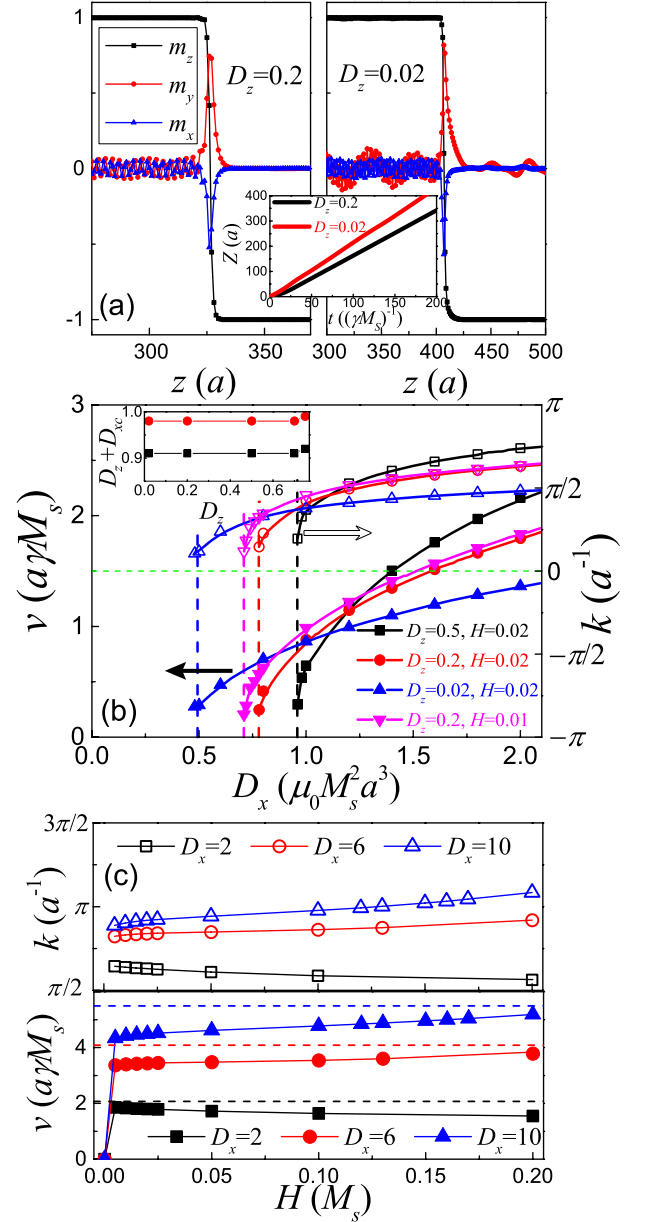 1
0
-1
m_z
m_y
m_x
D_z=0.2
D_z=0.02
400
300
200
100
0
Z (a)
D_z=0.2
D_z=0.02
0 50 100 150 200
t ((γM_S)^-1)
(a)
300 350
300 350 400 450 500
z (a) z (a)
3
2
1
0
v (aγM_s)
1.0
0.9
D_z+D_xc
0.0 0.2 0.4 0.6
D_z
π
π/2
0
−π/2
−π
k (a^-1)
D_z=0.5, H=0.02
D_z=0.2, H=0.02
D_z=0.02, H=0.02
D_z=0.2, H=0.01
(b)
0.0 0.5 1.0 1.5 2.0
D_x (μ_0M_s^2a^3)
3π/2
π
π/2
k (a^-1)
D_x=2 D_x=6 D_x=10
(c)
6
4
2
0
v (aγM_s)
D_x=2 D_x=6 D_x=10
0.00 0.05 0.10 0.15 0.20
H (M_s)